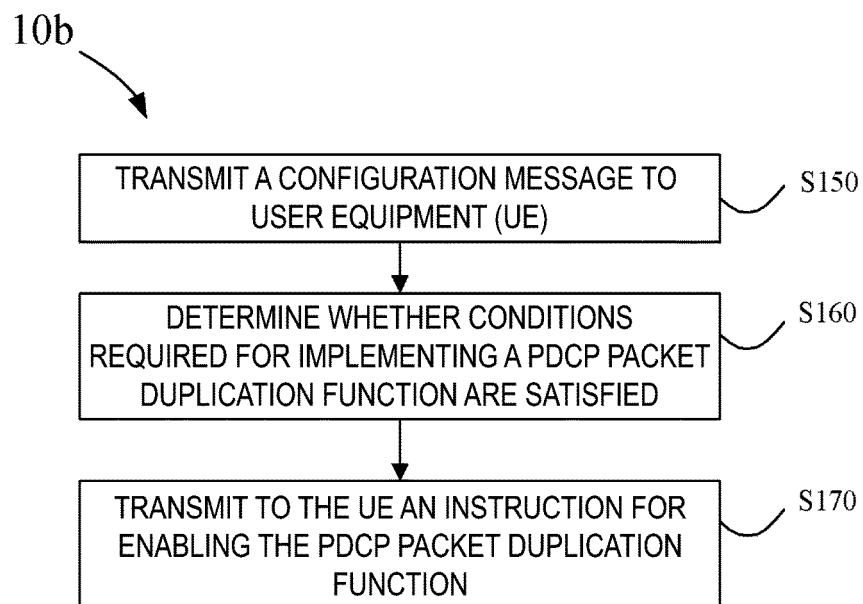 10b
TRANSMIT A CONFIGURATION MESSAGE TO
USER EQUIPMENT (UE)
S150
DETERMINE WHETHER CONDITIONS
REQUIRED FOR IMPLEMENTING A PDCP PACKET
DUPLICATION FUNCTION ARE SATISFIED
S160
TRANSMIT TO THE UE AN INSTRUCTION FOR
ENABLING THE PDCP PACKET DUPLICATION
FUNCTION
S170